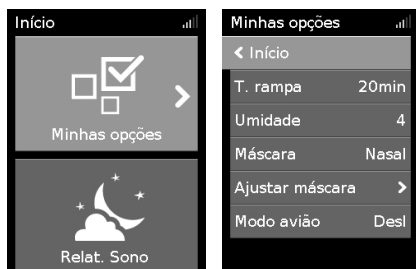 Início
Minhas opções
Relat. Sono
Minhas opções
Início
T. rampa 20min
Umidade 4
Máscara Nasal
Ajustar máscara
Modo avião Desl